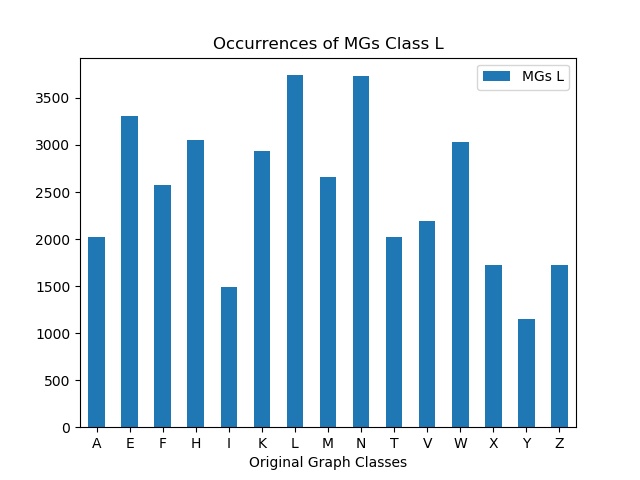 Occurrences of MGs Class L
MGs L
3500
3000
2500
2000
1500
1000
500
0
A E F H I K L M N T V W X Y Z
Original Graph Classes